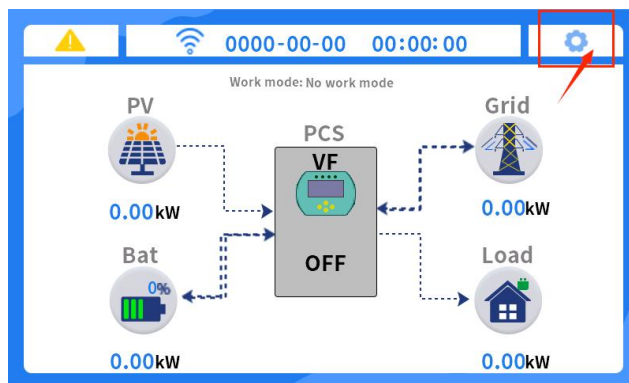 0000-00-00 00:00:00
Work mode: No work mode
PV
PCS
Grid
VF
0.00kW
0.00kW
Bat
OFF
Load
0%
0.00kW
0.00kW